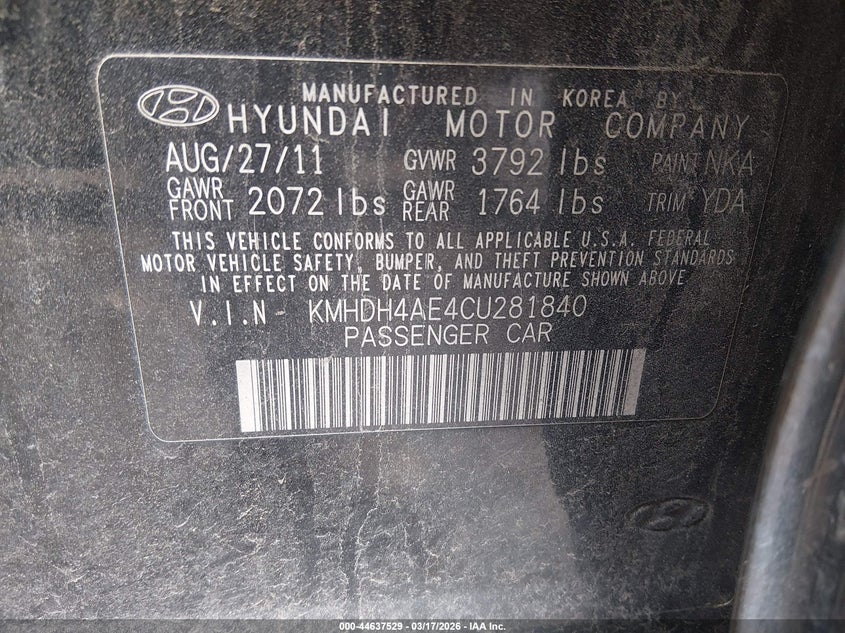 MANUFACTURED IN KOREA BY
HYUNDAI MOTOR COMPANY
AUG/27/11 GVWR 3792 lbs PAINT NKA
GAWR FRONT 2072 lbs GAWR REAR 1764 lbs TRIM YDA
THIS VEHICLE CONFORMS TO ALL APPLICABLE U.S.A. FEDERAL
MOTOR VEHICLE SAFETY, BUMPER, AND THEFT PREVENTION STANDARDS
IN EFFECT ON THE DATE OF MANUFACTURE SHOWN ABOVE
V.I.N - KMHDH4AE4CU281840
PASSENGER CAR
000-44637529 — 03/17/2026 — IAA Inc.